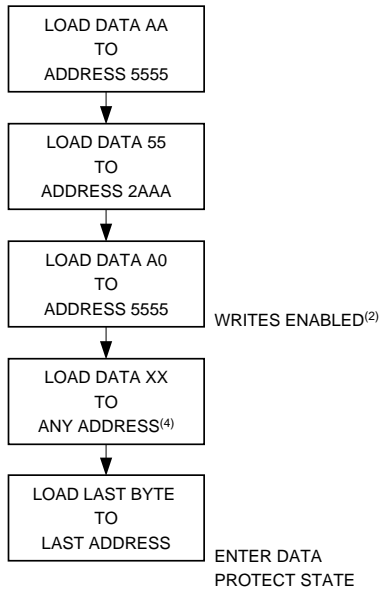 LOAD DATA AA
TO
ADDRESS 5555
LOAD DATA 55
TO
ADDRESS 2AAA
LOAD DATA A0
TO
ADDRESS 5555
WRITES ENABLED(2)
LOAD DATA XX
TO
ANY ADDRESS(4)
LOAD LAST BYTE
TO
LAST ADDRESS
ENTER DATA
PROTECT STATE